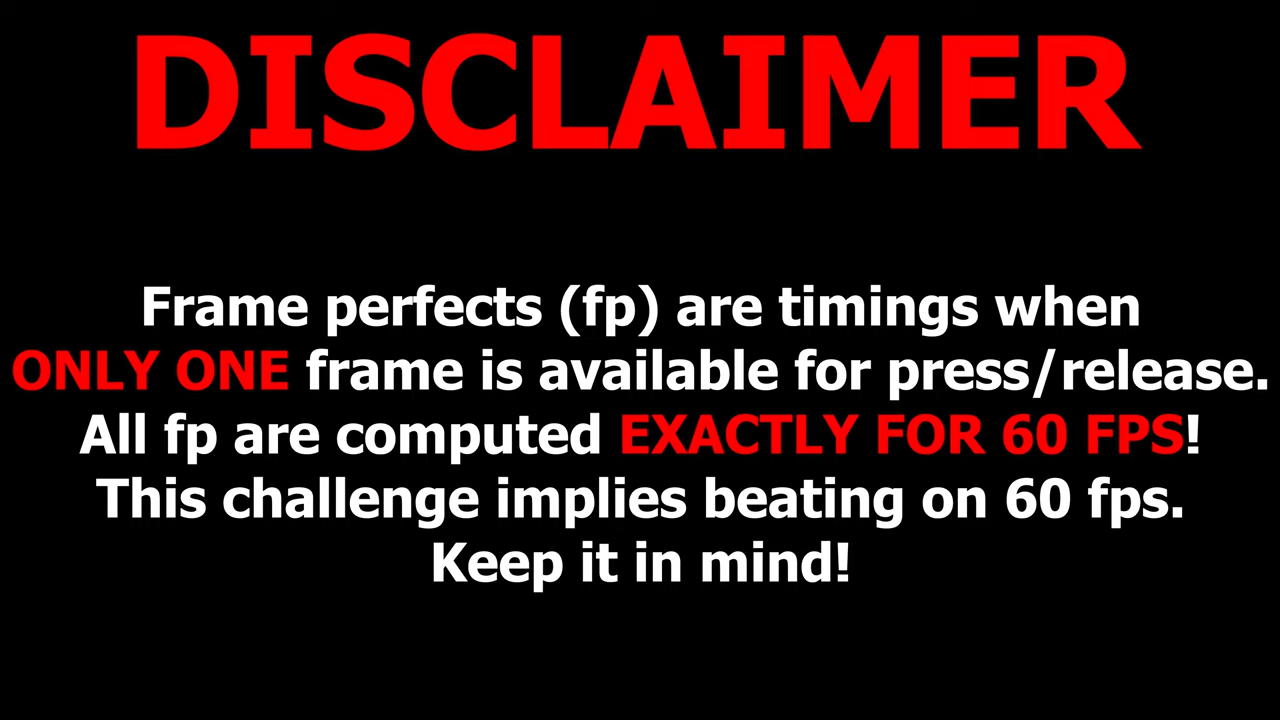 DISCLAIMER
Frame perfects (fp) are timings when
ONLY ONE frame is available for press/release.
All fp are computed EXACTLY FOR 60 FPS!
This challenge implies beating on 60 fps.
Keep it in mind!